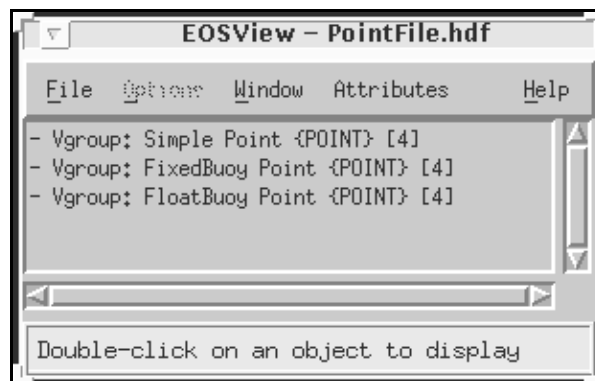 EOSView – PointFile.hdf
File Options Window Attributes Help
- Vgroup: Simple Point {POINT} [4]
- Vgroup: FixedBuoy Point {POINT} [4]
- Vgroup: FloatBuoy Point {POINT} [4]
Double-click on an object to display